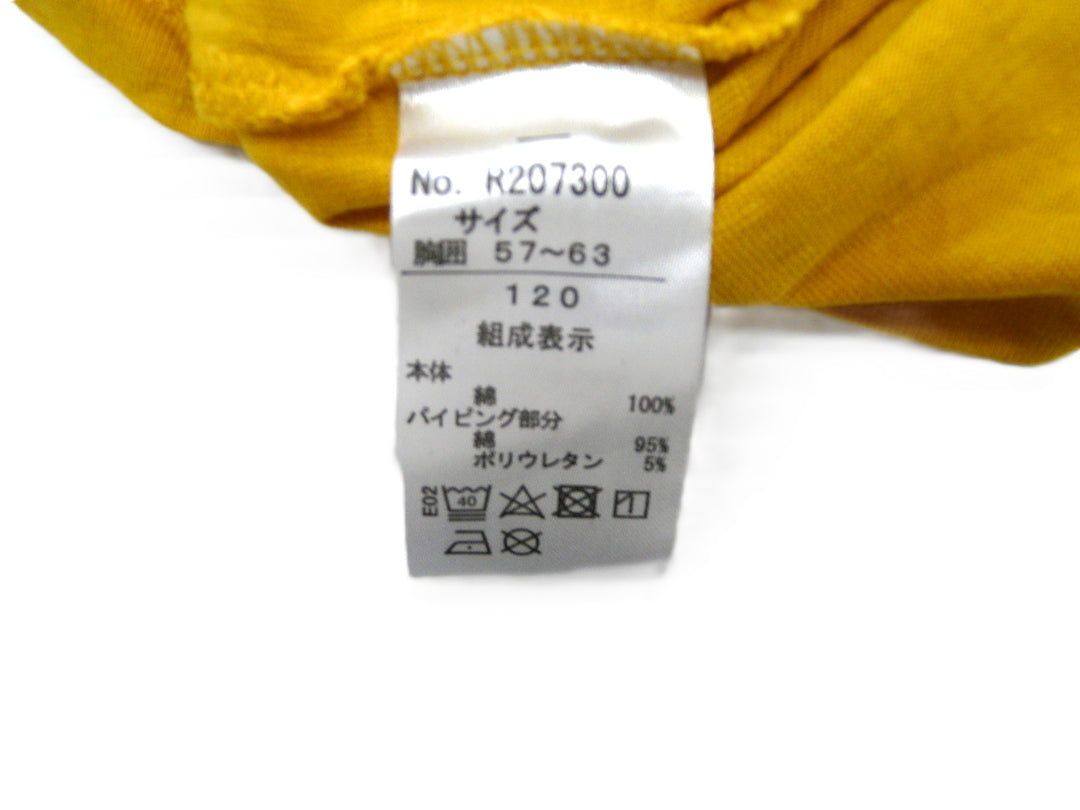 No. R207300
サイズ
胸囲 57～63
120
組成表示
本体
綿 100%
パイピング部分
綿 95%
ポリウレタン 5%
E02 40